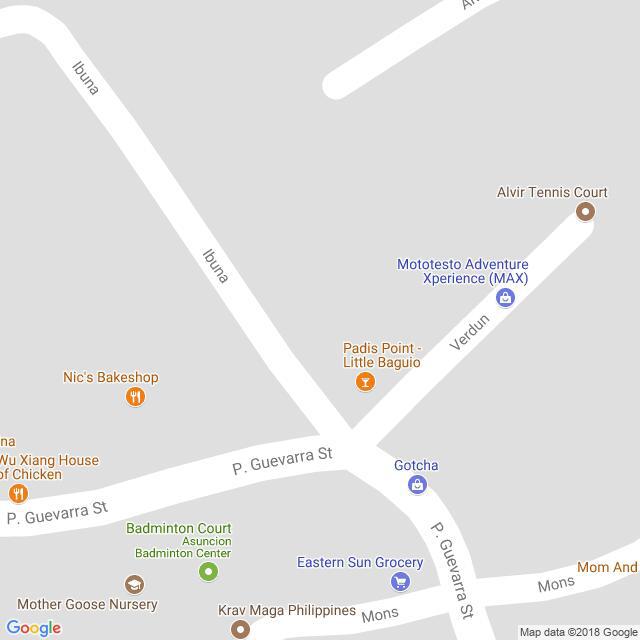 Ibuna
Alvir Tennis Court
Ibuna
Mototesto Adventure
Xperience (MAX)
Verdun
Padis Point -
Little Baguio
Nic's Bakeshop
na
Wu Xiang House
of Chicken
P. Guevarra St
Gotcha
P. Guevarra St
Badminton Court
Asuncion
Badminton Center
P. Guevarra St
Eastern Sun Grocery
Mom And
Mons
Mother Goose Nursery
Krav Maga Philippines
Mons
Google
Map data ©2018 Google